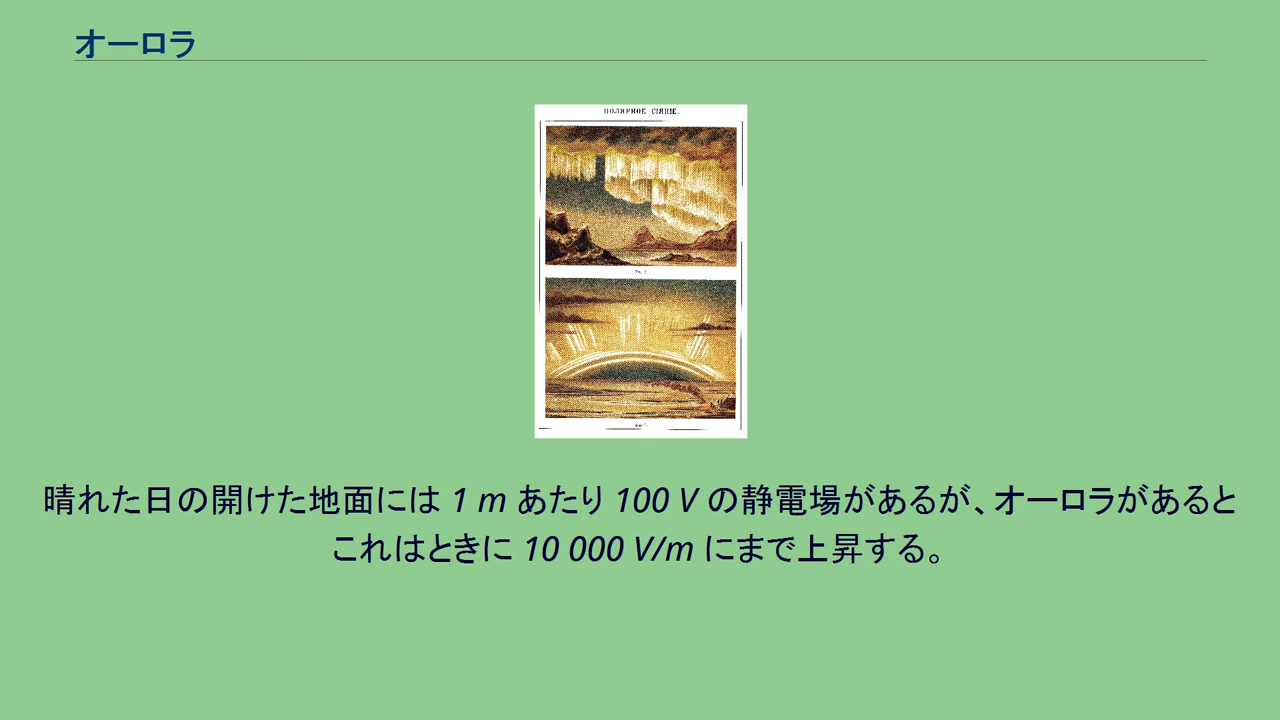 オーロラ
ПОЛЯРНОЕ СІЯНІЕ.
晴れた日の開けた地面には 1 m あたり 100 V の静電場があるが、オーロラがあると
これはときに 10 000 V/m にまで上昇する。